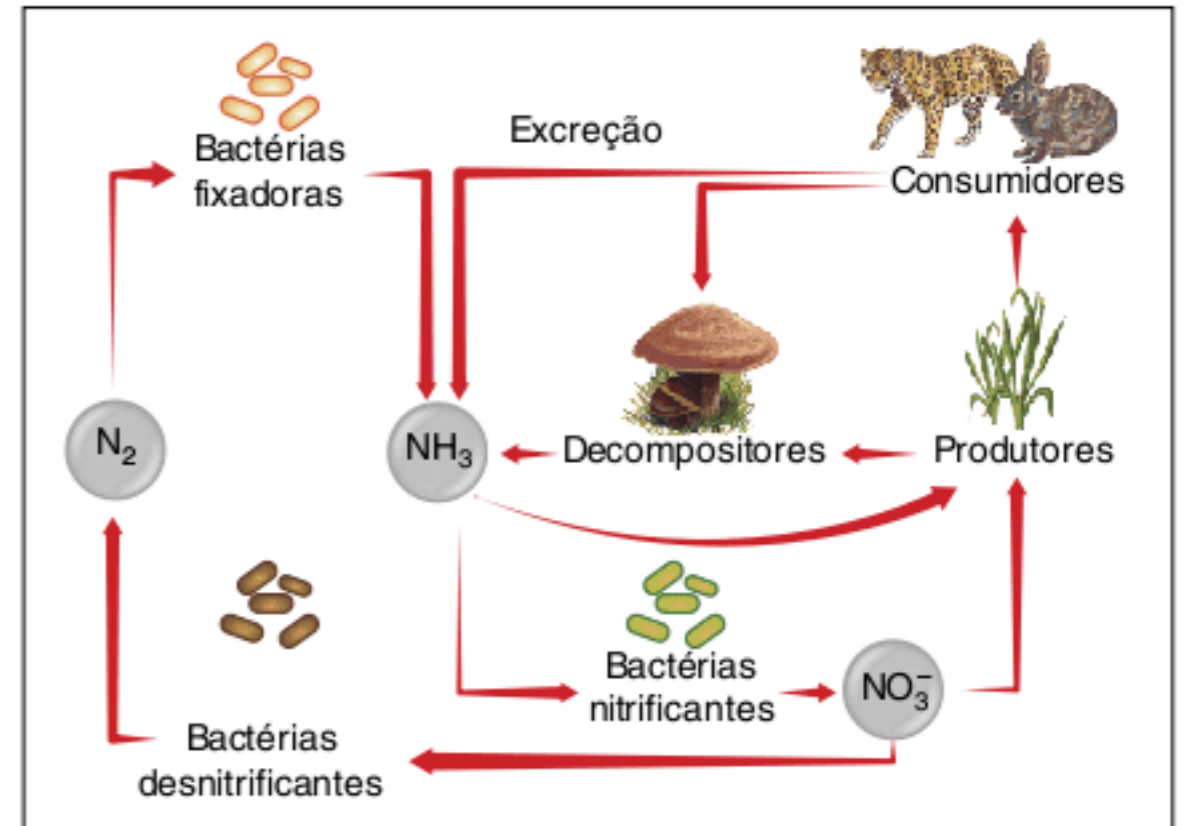 Bactérias
fixadoras
Excreção
Consumidores
N₂
NH₃
Decompositores
Produtores
Bactérias
nitrificantes
NO₃⁻
Bactérias
desnitrificantes